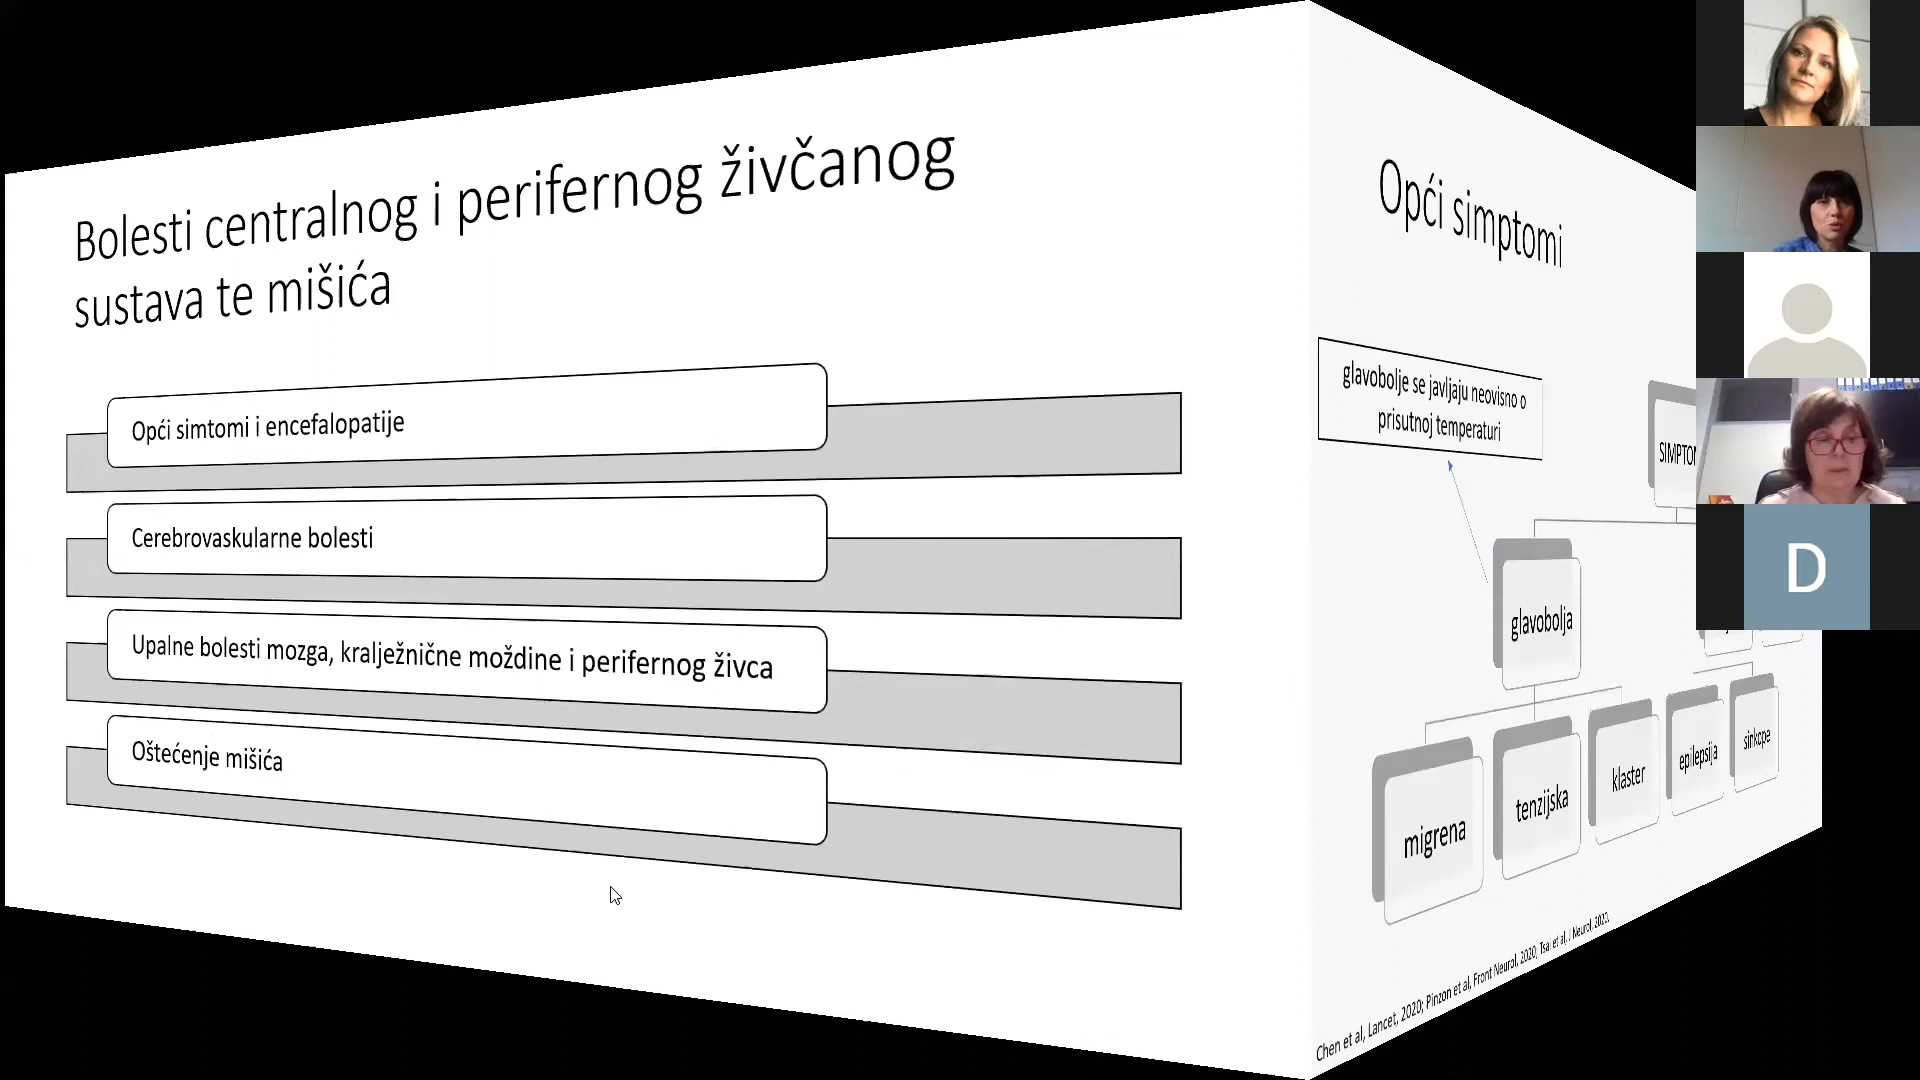 Bolesti centralnog i perifernog živčanog
sustava te mišića
Opći simtomi i encefalopatije
Cerebrovaskularne bolesti
Upalne bolesti mozga, kralježnične moždine i perifernog živca
Oštećenje mišića
Opći simptomi
glavobolje se javljaju neovisno o
prisutnoj temperaturi
glavobolja
migrena
tenzijska
klaster
epilepsija
sinkope
Chen et al, Lancet, 2020; Pinzon et al, Front Neurol, 2020; Tsai et al, J Neurol, 2020.
D